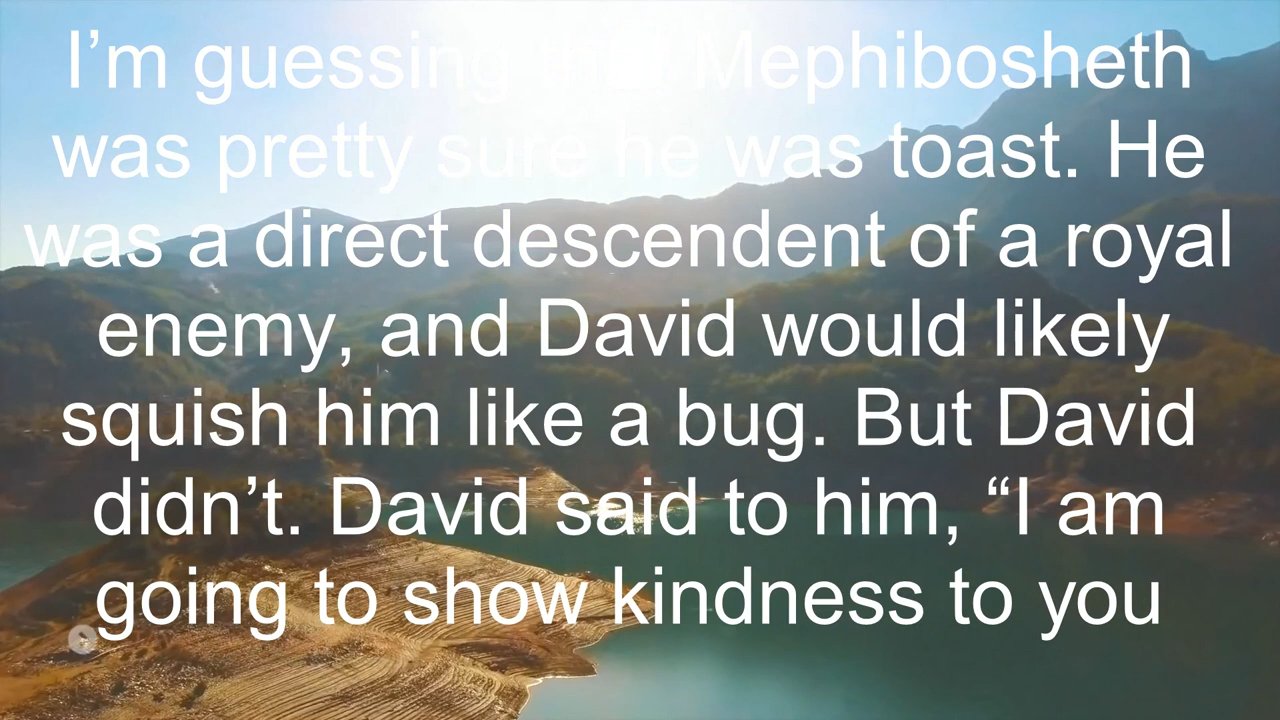 I’m guessing that Mephibosheth
was pretty sure he was toast. He
was a direct descendent of a royal
enemy, and David would likely
squish him like a bug. But David
didn’t. David said to him, “I am
going to show kindness to you